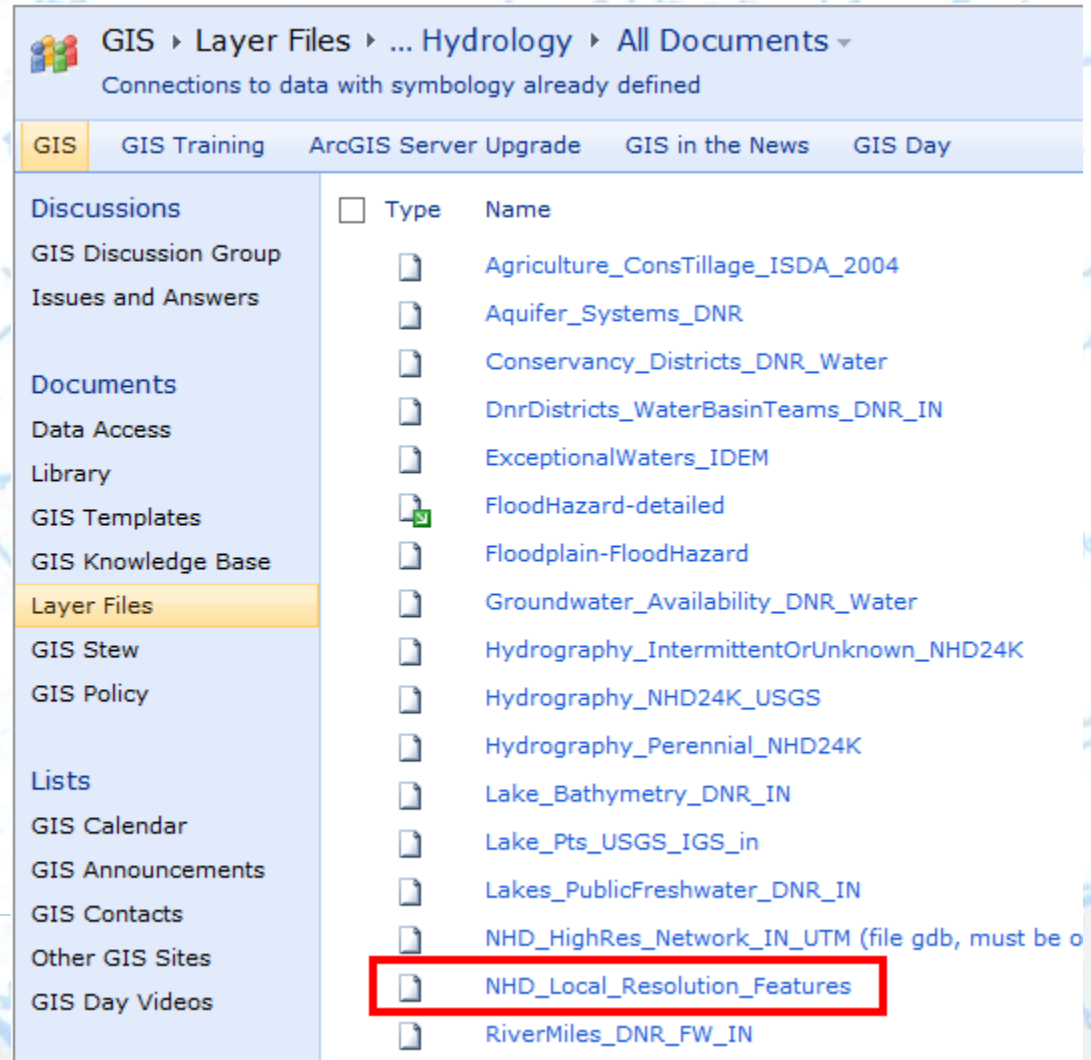 GIS ▸ Layer Files ▸ ... Hydrology ▸ All Documents
Connections to data with symbology already defined
GIS GIS Training ArcGIS Server Upgrade GIS in the News GIS Day
Discussions
GIS Discussion Group
Issues and Answers
Documents
Data Access
Library
GIS Templates
GIS Knowledge Base
Layer Files
GIS Stew
GIS Policy
Lists
GIS Calendar
GIS Announcements
GIS Contacts
Other GIS Sites
GIS Day Videos
Type Name
Agriculture_ConsTillage_ISDA_2004
Aquifer_Systems_DNR
Conservancy_Districts_DNR_Water
DnrDistricts_WaterBasinTeams_DNR_IN
ExceptionalWaters_IDEM
FloodHazard-detailed
Floodplain-FloodHazard
Groundwater_Availability_DNR_Water
Hydrography_IntermittentOrUnknown_NHD24K
Hydrography_NHD24K_USGS
Hydrography_Perennial_NHD24K
Lake_Bathymetry_DNR_IN
Lake_Pts_USGS_IGS_in
Lakes_PublicFreshwater_DNR_IN
NHD_HighRes_Network_IN_UTM (file gdb, must be o
NHD_Local_Resolution_Features
RiverMiles_DNR_FW_IN